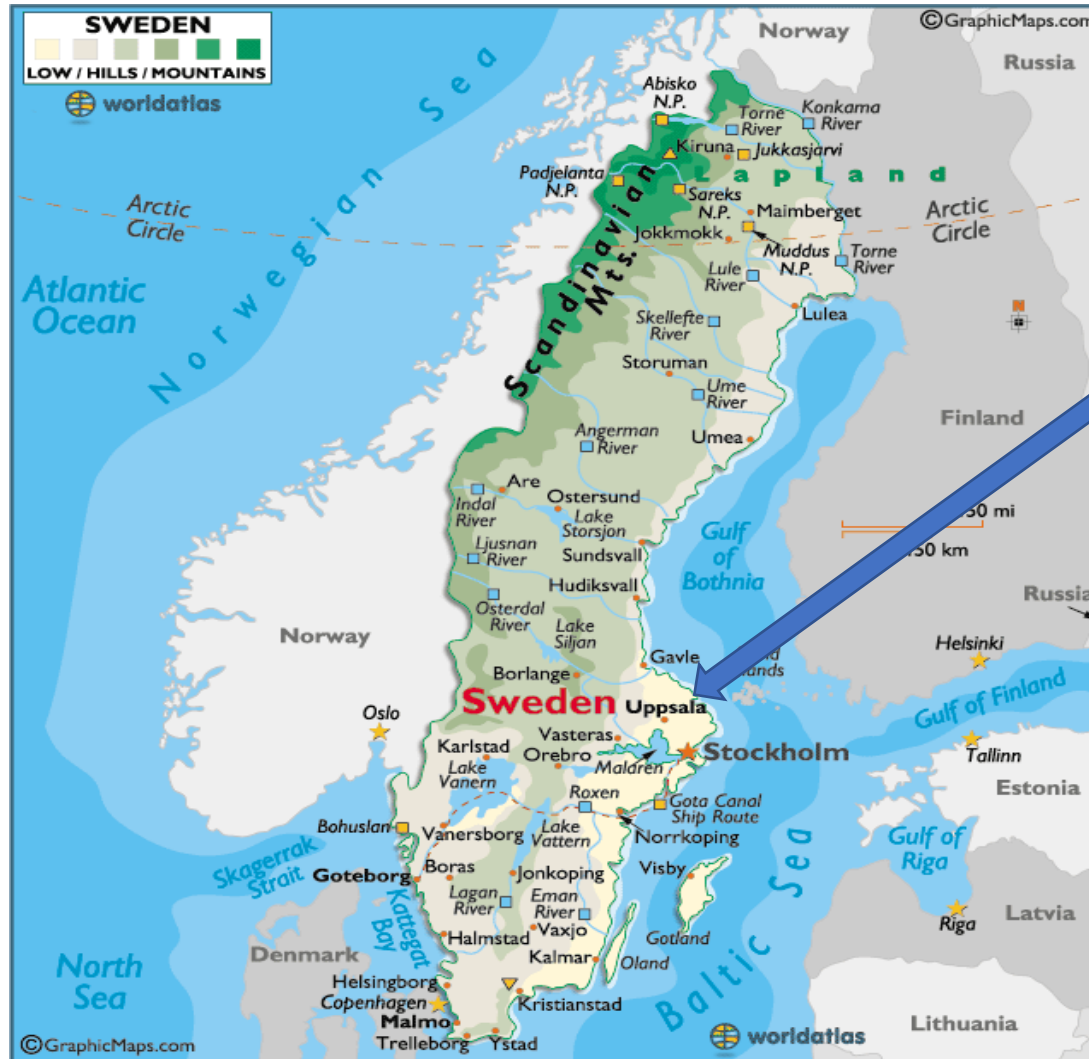 SWEDEN
LOW / HILLS / MOUNTAINS
worldatlas
©GraphicMaps.com
Norway
Russia
Norwegian Sea
Abisko
N.P.
Torne
River
Konkama
River
Kiruna
Jukkasjarvi
Padjelanta
N.P.
Lapland
Sareks
N.P.
Maimberget
Arctic
Circle
Arctic
Circle
Jokkmokk
Muddus
N.P.
Torne
River
Lule
River
Scandinavian
Mts.
Atlantic
Ocean
Lulea
Skellefte
River
Storuman
Ume
River
Finland
Umea
Angerman
River
Are
Ostersund
Indal
River
Lake
Storsjon
50 mi
Gulf
of
Bothnia
Ljusnan
River
Sundsvall
150 km
Hudiksvall
Russia
Osterdal
River
Lake
Siljan
Norway
Helsinki
Gavle
Borlange
Sweden
Uppsala
Gulf of Finland
Oslo
Vasteras
Tallinn
Karlstad
Orebro
Malaren
Stockholm
Lake
Vanern
Estonia
Roxen
Gota Canal
Ship Route
Bohuslan
Vanersborg
Lake
Vattern
Norrkoping
Gulf of
Riga
Skagerrak
Strait
Visby
Goteborg
Boras
Jonkoping
Lagan
River
Eman
River
Kattegat
Bay
Latvia
Riga
Halmstad
Vaxjo
Gotland
Denmark
Kalmar
Oland
North
Sea
Baltic Sea
Helsingborg
Copenhagen
Kristianstad
Malmo
Trelleborg
Ystad
Lithuania
worldatlas
©GraphicMaps.com